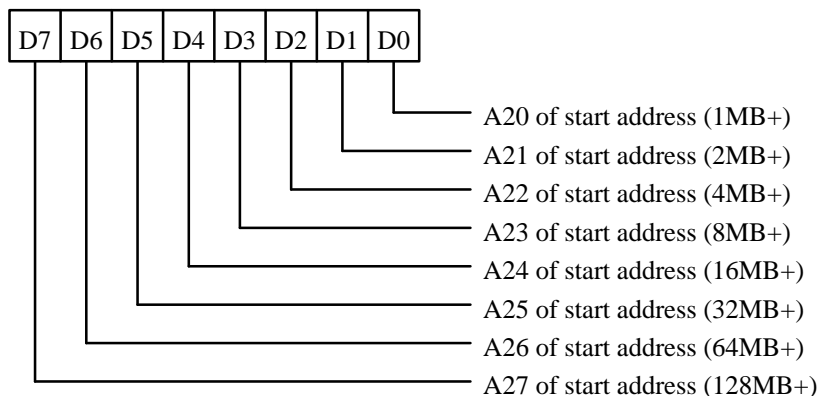 D7 D6 D5 D4 D3 D2 D1 D0
A20 of start address (1MB+)
A21 of start address (2MB+)
A22 of start address (4MB+)
A23 of start address (8MB+)
A24 of start address (16MB+)
A25 of start address (32MB+)
A26 of start address (64MB+)
A27 of start address (128MB+)